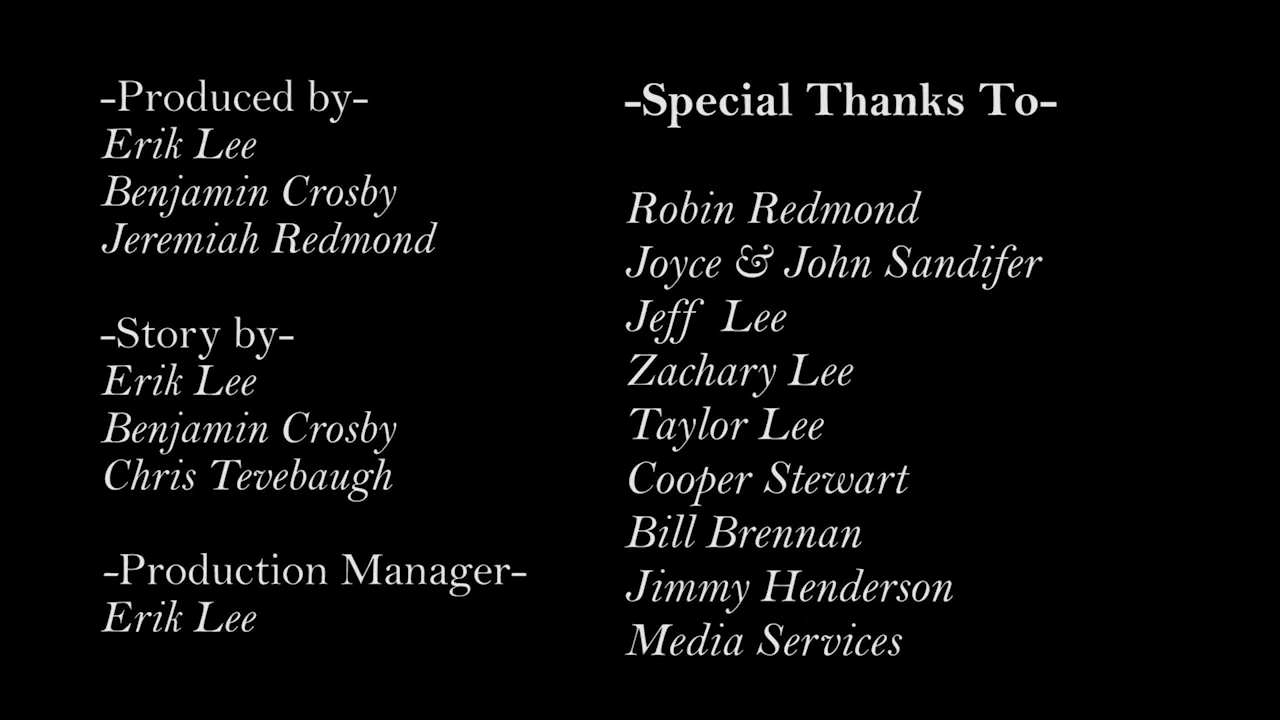 -Produced by-
Erik Lee
Benjamin Crosby
Jeremiah Redmond
-Story by-
Erik Lee
Benjamin Crosby
Chris Tevebaugh
-Production Manager-
Erik Lee
-Special Thanks To-
Robin Redmond
Joyce & John Sandifer
Jeff Lee
Zachary Lee
Taylor Lee
Cooper Stewart
Bill Brennan
Jimmy Henderson
Media Services